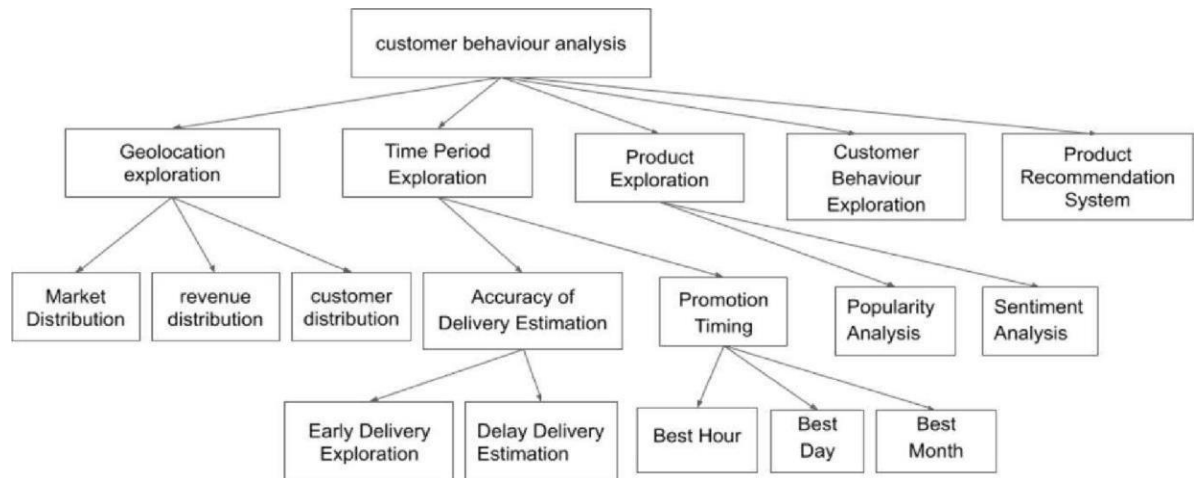 customer behaviour analysis
Geolocation
exploration
Time Period
Exploration
Product
Exploration
Customer
Behaviour
Exploration
Product
Recommendation
System
Market
Distribution
revenue
distribution
customer
distribution
Accuracy of
Delivery Estimation
Promotion
Timing
Popularity
Analysis
Sentiment
Analysis
Early Delivery
Exploration
Delay Delivery
Estimation
Best Hour
Best
Day
Best
Month